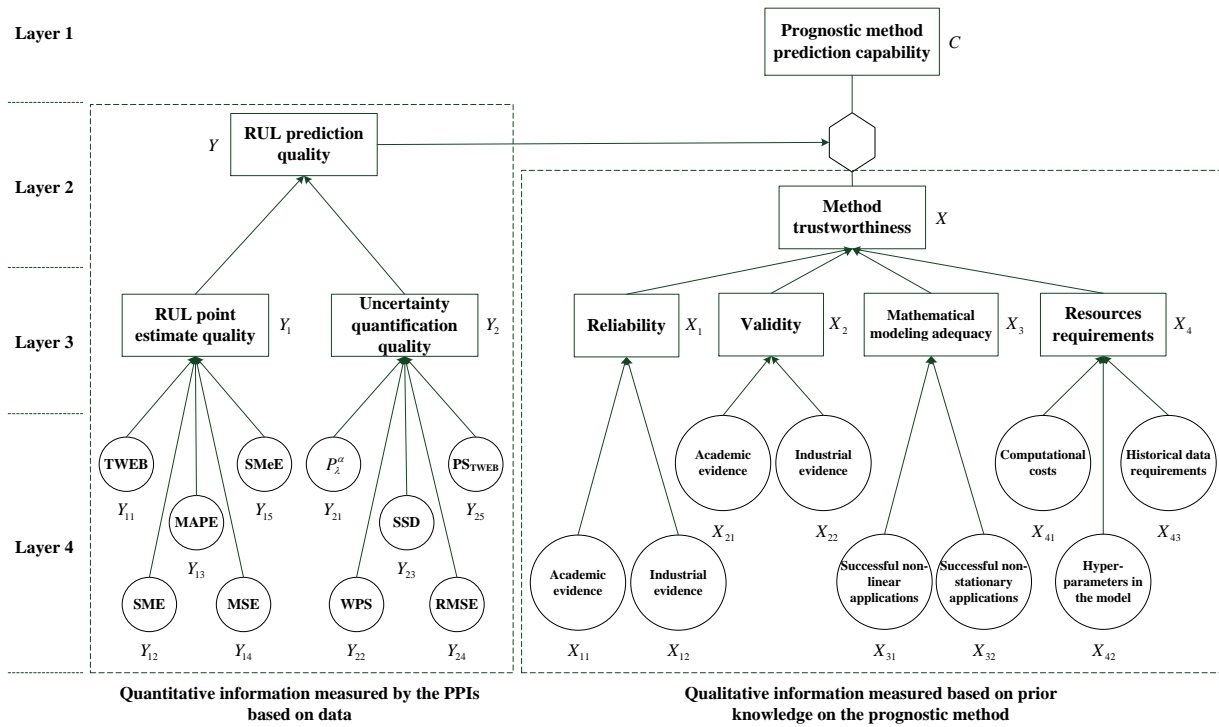 Layer 1
Prognostic method
prediction capability
C
Layer 2
RUL prediction
quality
Y
Method
trustworthiness
X
Layer 3
RUL point
estimate quality
Y1
Uncertainty
quantification
quality
Y2
Reliability
X1
Validity
X2
Mathematical
modeling adequacy
X3
Resources
requirements
X4
Layer 4
TWEB
Y11
SME
Y12
MAPE
Y13
MSE
Y14
SMeE
Y15
Pλα
Y21
WPS
Y22
SSD
Y23
RMSE
Y24
PSTWEB
Y25
Academic
evidence
X11
Industrial
evidence
X12
Academic
evidence
X21
Industrial
evidence
X22
Successful non-
linear
applications
X31
Successful non-
stationary
applications
X32
Computational
costs
X41
Hyper-
parameters in
the model
X42
Historical data
requirements
X43
Quantitative information measured by the PPIs
based on data
Qualitative information measured based on prior
knowledge on the prognostic method